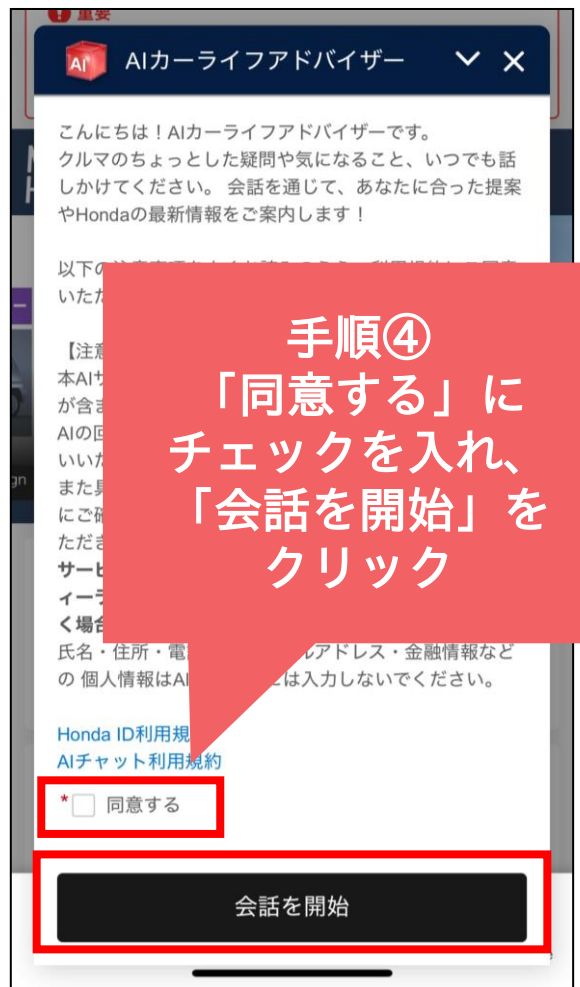 重要
AI
AIカーライフアドバイザー
こんにちは！AIカーライフアドバイザーです。
クルマのちょっとした疑問や気になること、いつでも話
しかけてください。 会話を通じて、あなたに合った提案
やHondaの最新情報をご案内します！
以下の
いただ
手順④
「同意する」に
チェックを入れ、
「会話を開始」を
クリック
【注意
本AIサ
が含ま
AIの回
いいた
また具
にご確
ただき
サービ
ィーラ
く場合
氏名・住所・電 ルアドレス・金融情報など
の 個人情報はAI は入力しないでください。
Honda ID利用規
AIチャット利用規約
*同意する
会話を開始